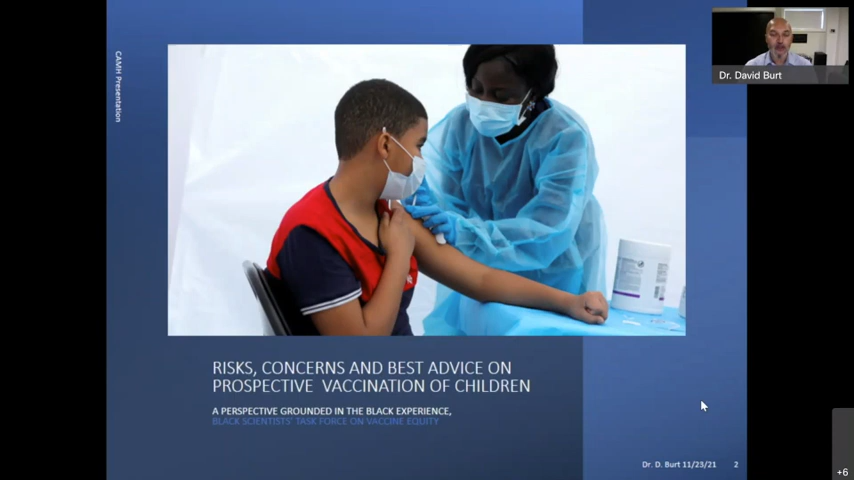 CAMH Presentation
Dr. David Burt
RISKS, CONCERNS AND BEST ADVICE ON
PROSPECTIVE VACCINATION OF CHILDREN
A PERSPECTIVE GROUNDED IN THE BLACK EXPERIENCE,
BLACK SCIENTISTS' TASK FORCE ON VACCINE EQUITY
Dr. D. Burt 11/23/21 2
+6